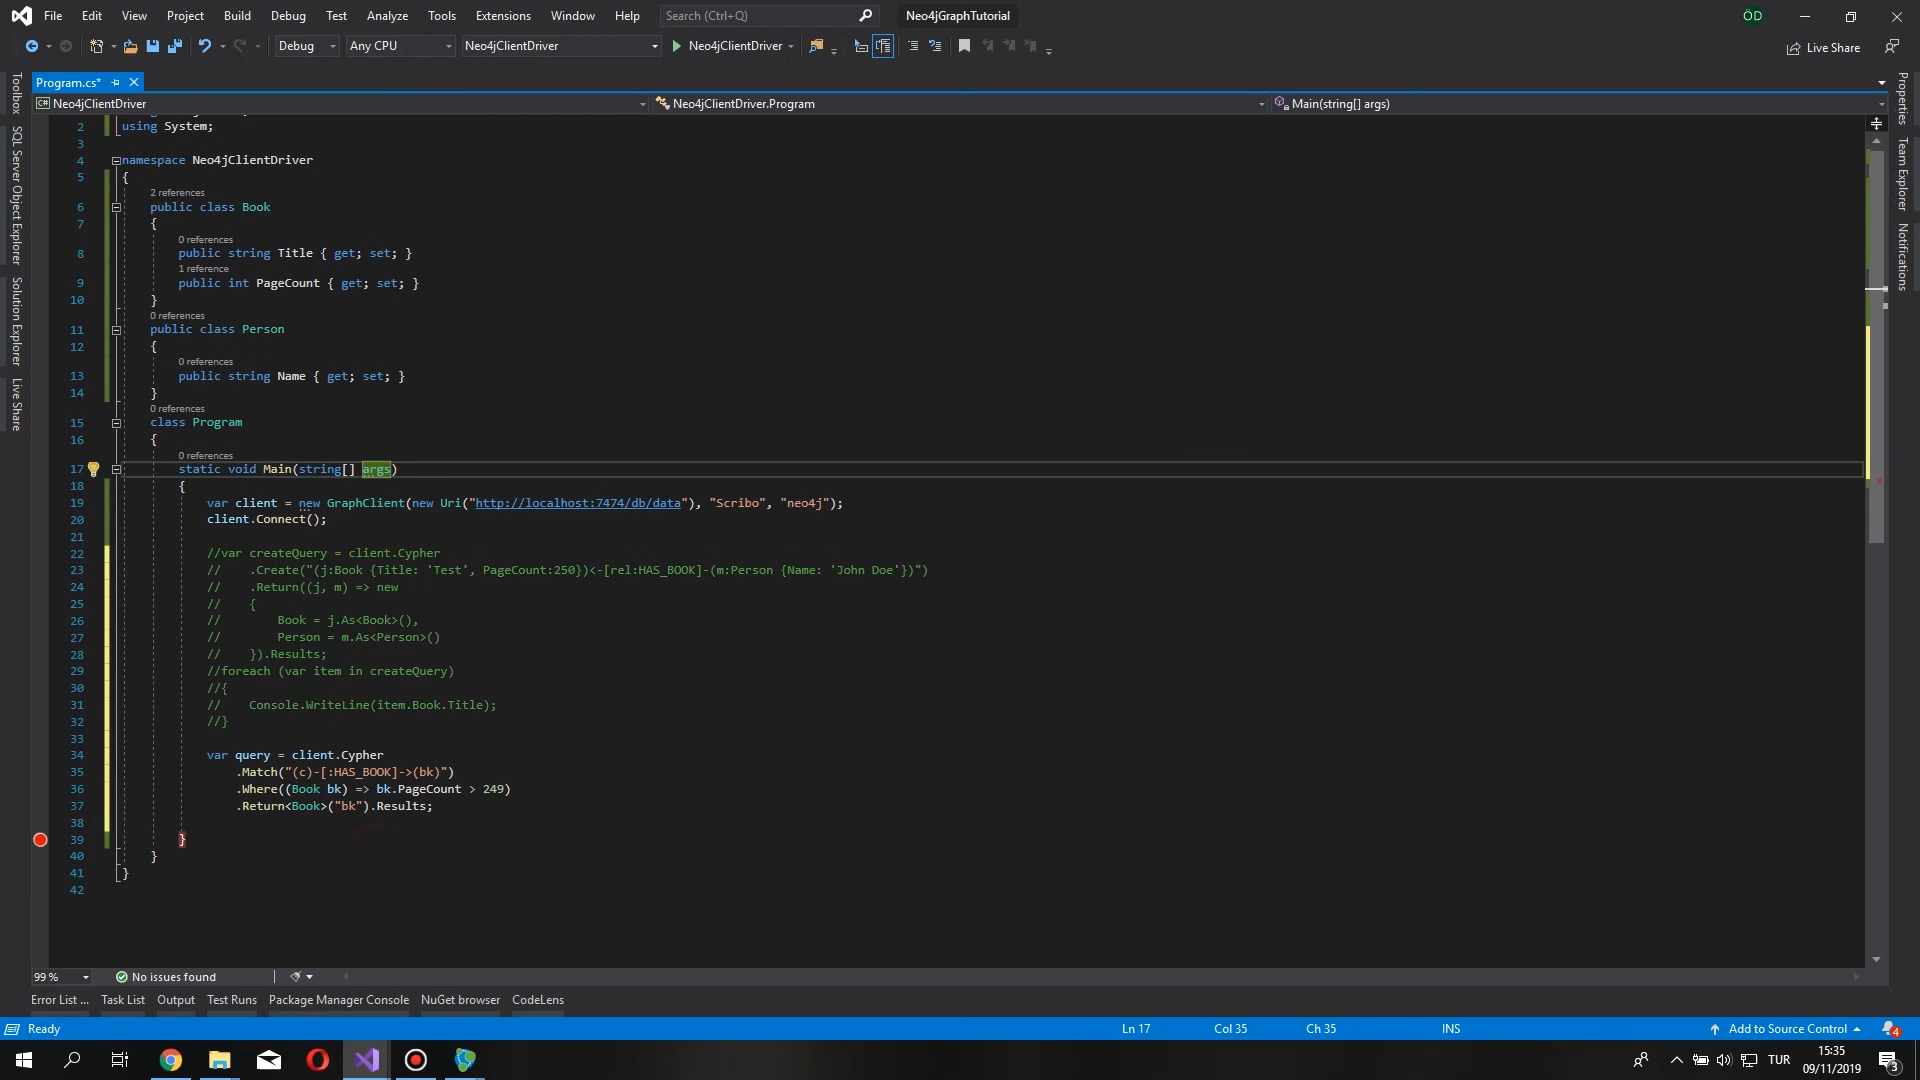 File Edit View Project Build Debug Test Analyze Tools Extensions Window Help Search (Ctrl+Q) Neo4jGraphTutorial ÖD
Debug Any CPU Neo4jClientDriver Neo4jClientDriver Live Share
Program.cs*
Neo4jClientDriver Neo4jClientDriver.Program Main(string[] args)
Toolbox
SQL Server Object Explorer
Solution Explorer
Live Share
2 using System;
3
4 namespace Neo4jClientDriver
5 {
2 references
6 public class Book
7 {
0 references
8 public string Title { get; set; }
1 reference
9 public int PageCount { get; set; }
10 }
0 references
11 public class Person
12 {
0 references
13 public string Name { get; set; }
14 }
0 references
15 class Program
16 {
0 references
17 static void Main(string[] args)
18 {
19 var client = new GraphClient(new Uri("http://localhost:7474/db/data"), "Scribo", "neo4j");
20 client.Connect();
21
22 //var createQuery = client.Cypher
23 // .Create("(j:Book {Title: 'Test', PageCount:250})<-[rel:HAS_BOOK]-(m:Person {Name: 'John Doe'})")
24 // .Return((j, m) => new
25 // {
26 // Book = j.As<Book>(),
27 // Person = m.As<Person>()
28 // }).Results;
29 //foreach (var item in createQuery)
30 //{
31 // Console.WriteLine(item.Book.Title);
32 //}
33
34 var query = client.Cypher
35 .Match("(c)-[:HAS_BOOK]->(bk)")
36 .Where((Book bk) => bk.PageCount > 249)
37 .Return<Book>("bk").Results;
38
39 }
40 }
41 }
42
Properties
Team Explorer
Notifications
99 % No issues found
Error List ... Task List Output Test Runs Package Manager Console NuGet browser CodeLens
Ready Ln 17 Col 35 Ch 35 INS Add to Source Control 4
TUR 15:35
09/11/2019 3